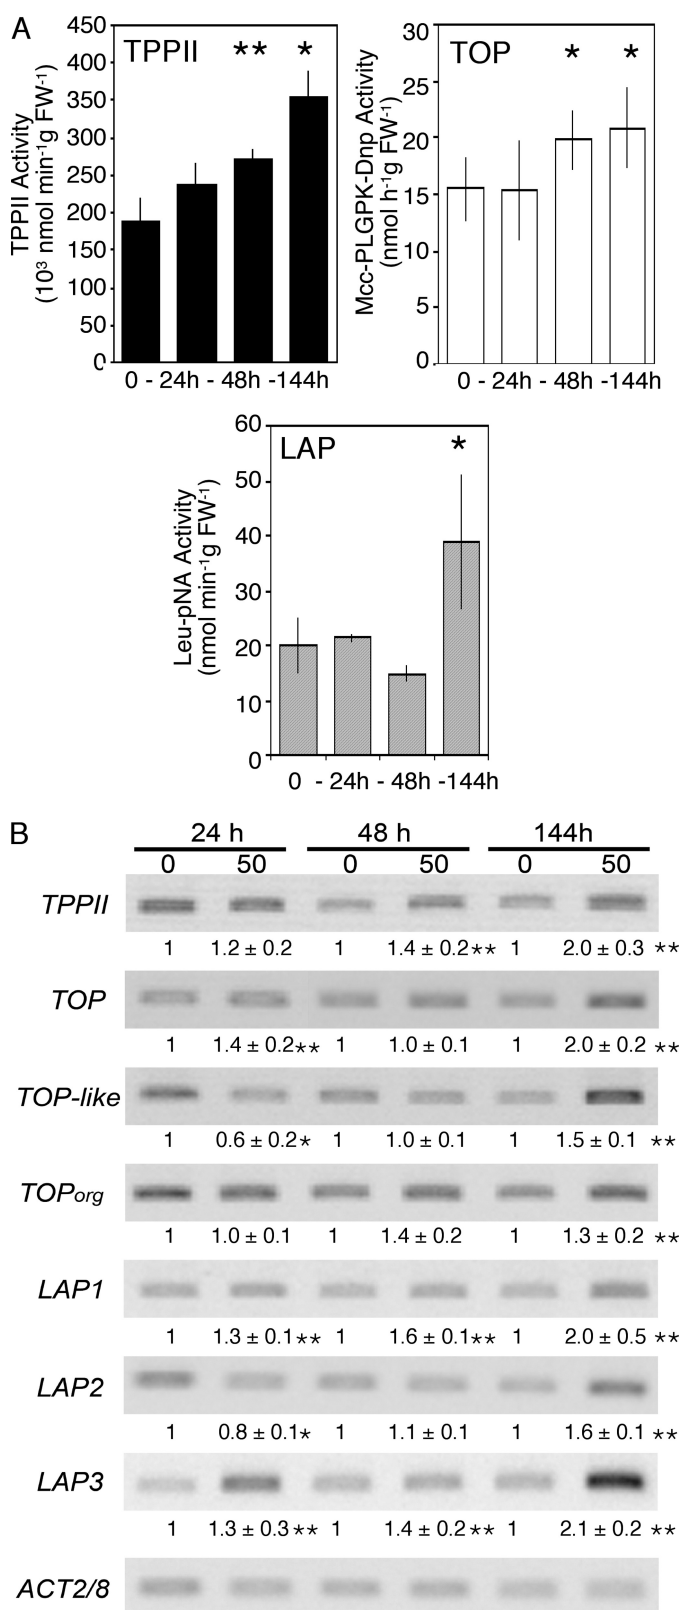 A
TPPII ** *
TPPII Activity
(10³ nmol min⁻¹g FW⁻¹)
450
400
350
300
250
200
150
100
50
0
0 - 24h - 48h -144h
TOP * *
Mcc-PLGPK-Dnp Activity
(nmol h⁻¹g FW⁻¹)
30
25
20
15
10
5
0
0 - 24h - 48h -144h
LAP *
Leu-pNA Activity
(nmol min⁻¹g FW⁻¹)
60
50
40
30
20
10
0
0 - 24h - 48h -144h
B
24 h 48 h 144h
0 50 0 50 0 50
TPPII
1 1.2 ± 0.2 1 1.4 ± 0.2** 1 2.0 ± 0.3 **
TOP
1 1.4 ± 0.2** 1 1.0 ± 0.1 1 2.0 ± 0.2 **
TOP-like
1 0.6 ± 0.2* 1 1.0 ± 0.1 1 1.5 ± 0.1 **
TOPorg
1 1.0 ± 0.1 1 1.4 ± 0.2 1 1.3 ± 0.2 **
LAP1
1 1.3 ± 0.1** 1 1.6 ± 0.1** 1 2.0 ± 0.5 **
LAP2
1 0.8 ± 0.1* 1 1.1 ± 0.1 1 1.6 ± 0.1 **
LAP3
1 1.3 ± 0.3** 1 1.4 ± 0.2** 1 2.1 ± 0.2 **
ACT2/8